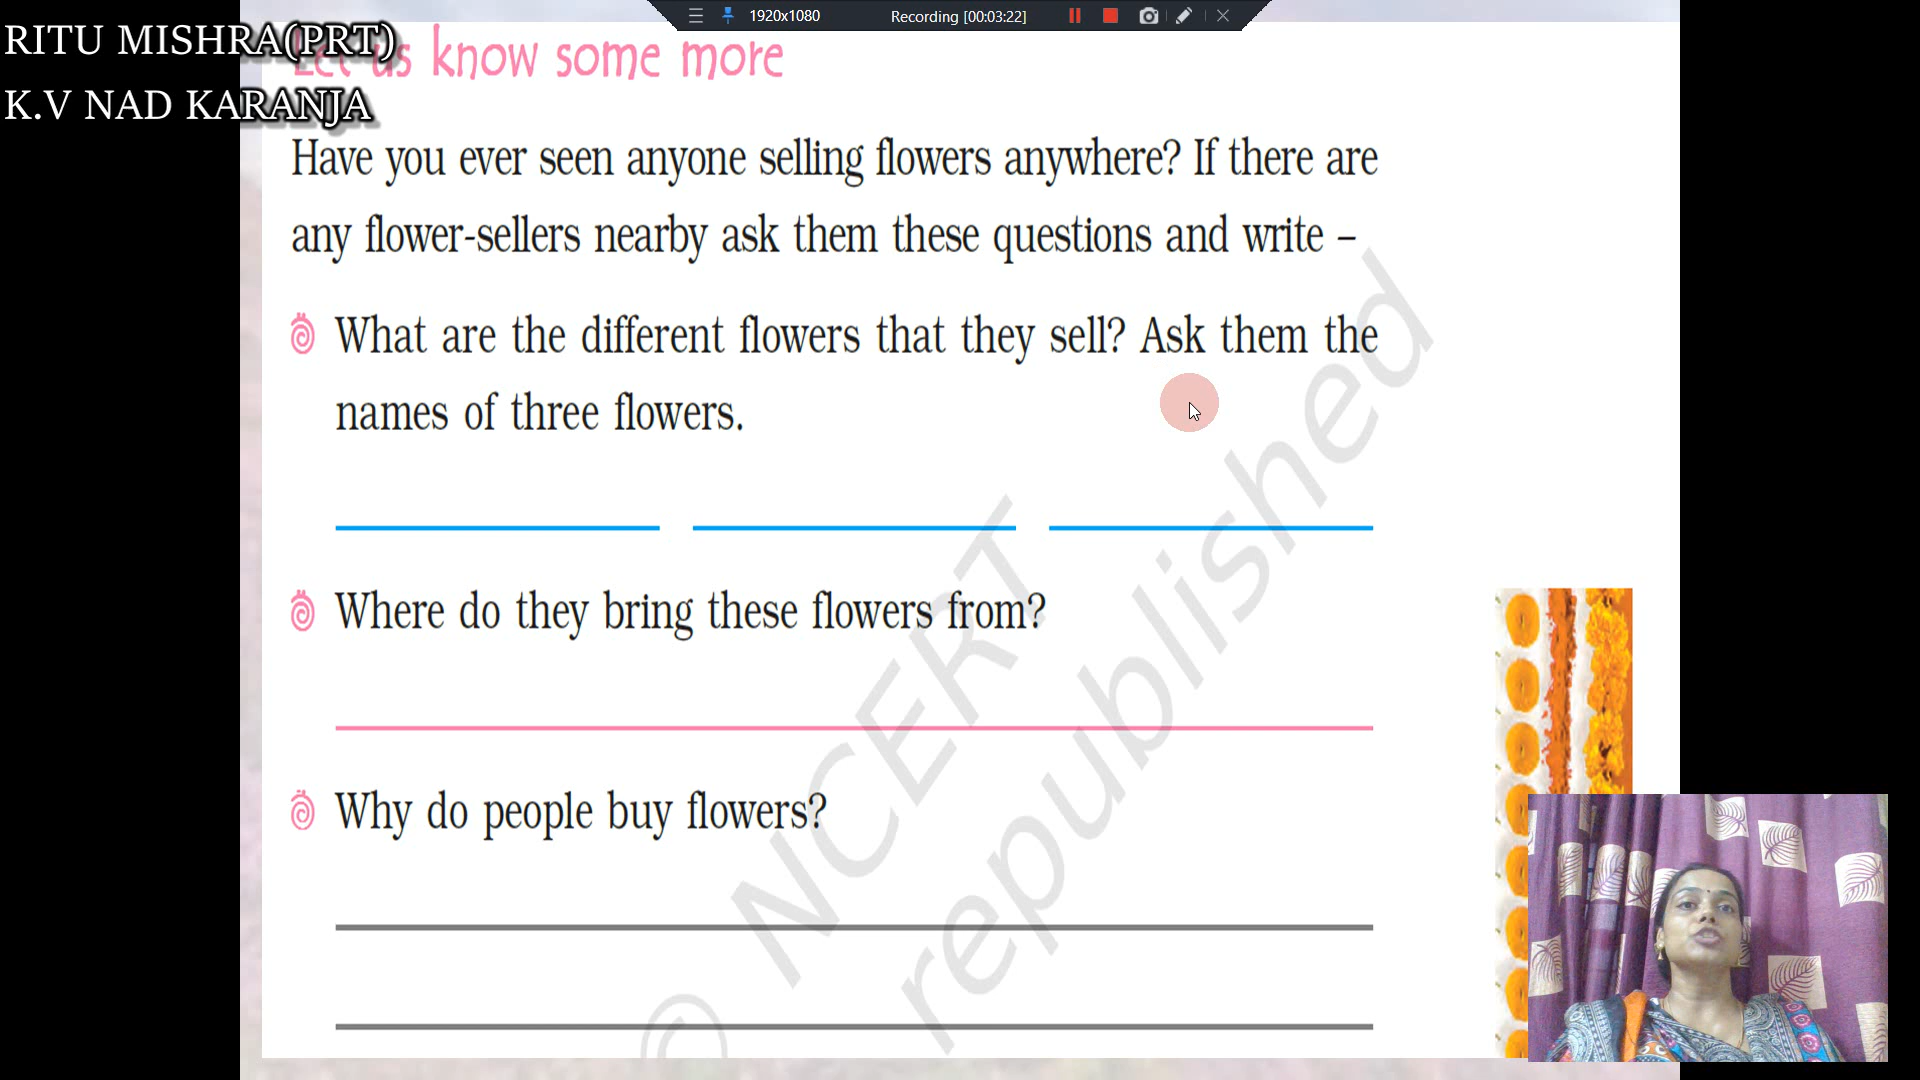 1920x1080
Recording [00:03:22]
RITU MISHRA(PRT)
K.V NAD KARANJA
Let us know some more
Have you ever seen anyone selling flowers anywhere? If there are
any flower-sellers nearby ask them these questions and write –
What are the different flowers that they sell? Ask them the
names of three flowers.
Where do they bring these flowers from?
Why do people buy flowers?
© NCERT
republished